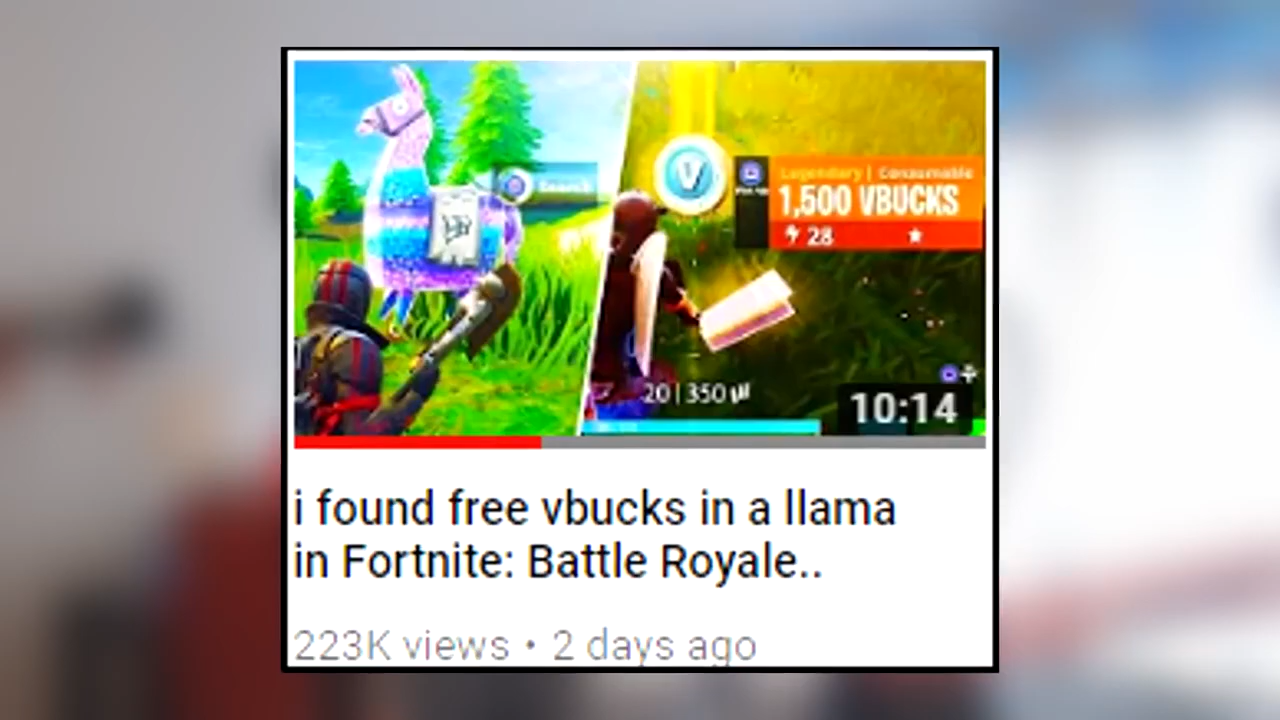 Search
V
Legendary | Consumable
1,500 VBUCKS
28
20 | 350
10:14
i found free vbucks in a llama
in Fortnite: Battle Royale..
223K views • 2 days ago